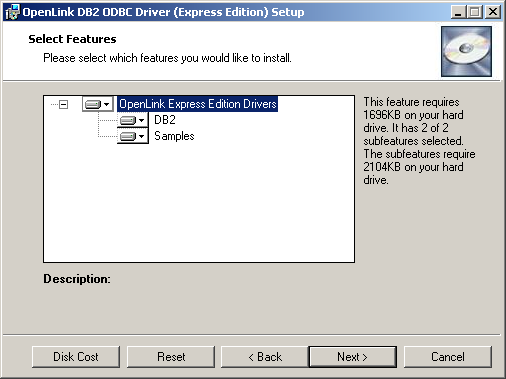 OpenLink DB2 ODBC Driver (Express Edition) Setup
Select Features
Please select which features you would like to install.
OpenLink Express Edition Drivers
DB2
Samples
This feature requires
1696KB on your hard
drive. It has 2 of 2
subfeatures selected.
The subfeatures require
2104KB on your hard
drive.
Description:
Disk Cost
Reset
< Back
Next >
Cancel